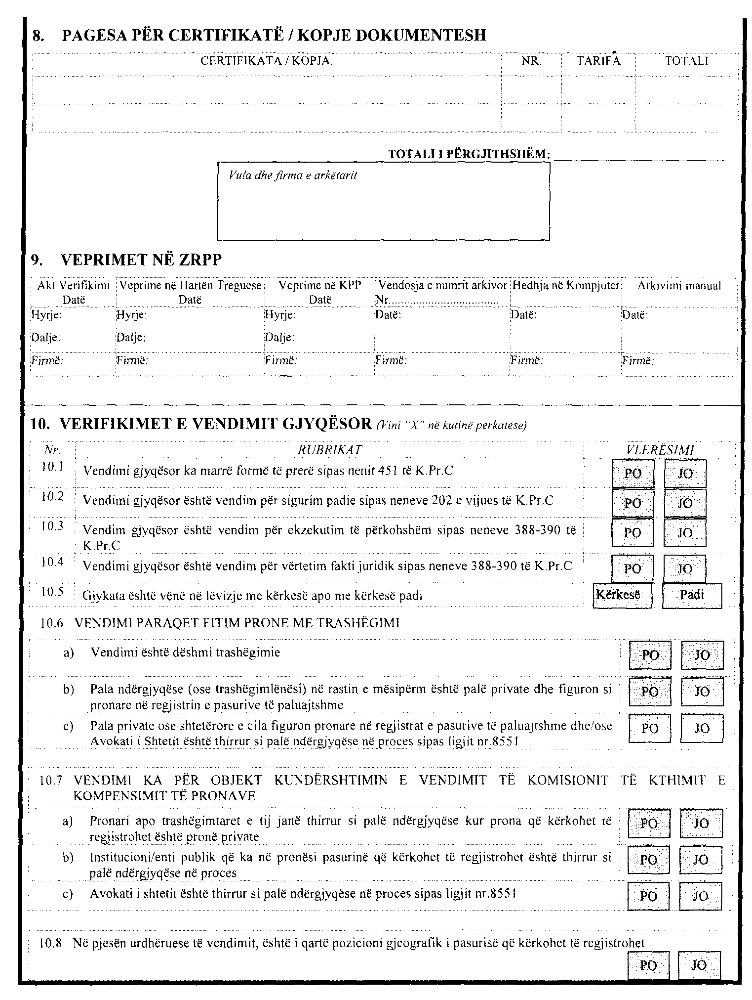 8. PAGESA PËR CERTIFIKATË / KOPJE DOKUMENTESH
CERTIFIKATA / KOPJA. NR. TARIFA TOTALI
TOTALI I PËRGJITHSHËM:
Vula dhe firma e arkëtarit
9. VEPRIMET NË ZRPP
Akt Verifikimi Veprime në Hartën Treguese Veprime në KPP Vendosja e numrit arkivor Hedhja në Kompjuter Arkivimi manual
Datë Datë Datë Nr....................................
Hyrje: Hyrje: Hyrje: Datë: Datë: Datë:
Dalje: Dalje: Dalje:
Firmë: Firmë: Firmë: Firmë: Firmë: Firmë:
10. VERIFIKIMET E VENDIMIT GJYQËSOR (Vini "X" në kutinë përkatëse)
Nr. RUBRIKAT VLERËSIMI
10.1 Vendimi gjyqësor ka marrë formë të prerë sipas nenit 451 të K.Pr.C PO JO
10.2 Vendimi gjyqësor është vendim për sigurim padie sipas neneve 202 e vijues të K.Pr.C PO JO
10.3 Vendim gjyqësor është vendim për ekzekutim të përkohshëm sipas neneve 388-390 të PO JO
K.Pr.C
10.4 Vendimi gjyqësor është vendim për vërtetim fakti juridik sipas neneve 388-390 të K.Pr.C PO JO
10.5 Gjykata është vënë në lëvizje me kërkesë apo me kërkesë padi Kërkesë Padi
10.6 VENDIMI PARAQET FITIM PRONE ME TRASHËGIMI
a) Vendimi është dëshmi trashëgimie PO JO
b) Pala ndërgjyqëse (ose trashëgimlënësi) në rastin e mësipërm është palë private dhe figuron si PO JO
pronare në regjistrin e pasurive të paluajtshme
c) Pala private ose shtetërore e cila figuron pronare në regjistrat e pasurive të paluajtshme dhe/ose PO JO
Avokati i Shtetit është thirrur si palë ndërgjyqëse në proces sipas ligjit nr.8551
10.7 VENDIMI KA PËR OBJEKT KUNDËRSHTIMIN E VENDIMIT TË KOMISIONIT TË KTHIMIT E
KOMPENSIMIT TË PRONAVE
a) Pronari apo trashëgimtaret e tij janë thirrur si palë ndërgjyqëse kur prona që kërkohet të PO JO
regjistrohet është pronë private
b) Institucioni/enti publik që ka në pronësi pasurinë që kërkohet të regjistrohet është thirrur si PO JO
palë ndërgjyqëse në proces
c) Avokati i shtetit është thirrur si palë ndërgjyqëse në proces sipas ligjit nr.8551 PO JO
10.8 Në pjesën urdhëruese të vendimit, është i qartë pozicioni gjeografik i pasurisë që kërkohet të regjistrohet
PO JO